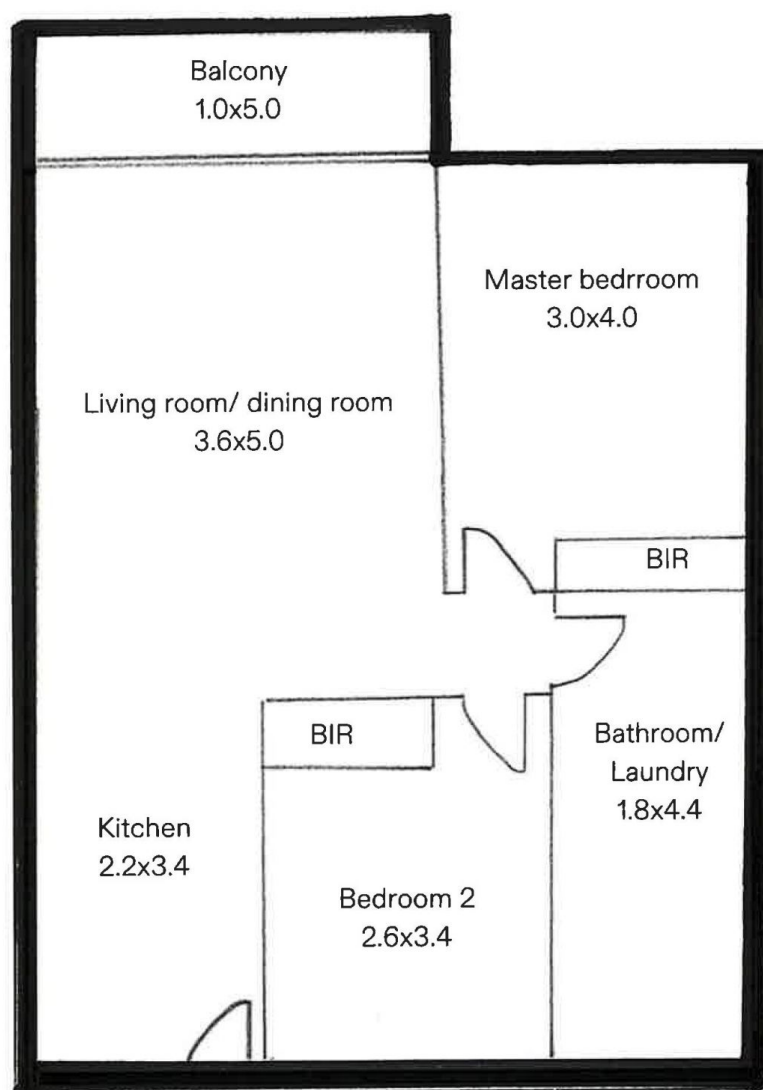 Balcony
1.0x5.0
Master bedrroom
3.0x4.0
Living room/ dining room
3.6x5.0
BIR
BIR
Bathroom/
Laundry
1.8x4.4
Kitchen
2.2x3.4
Bedroom 2
2.6x3.4